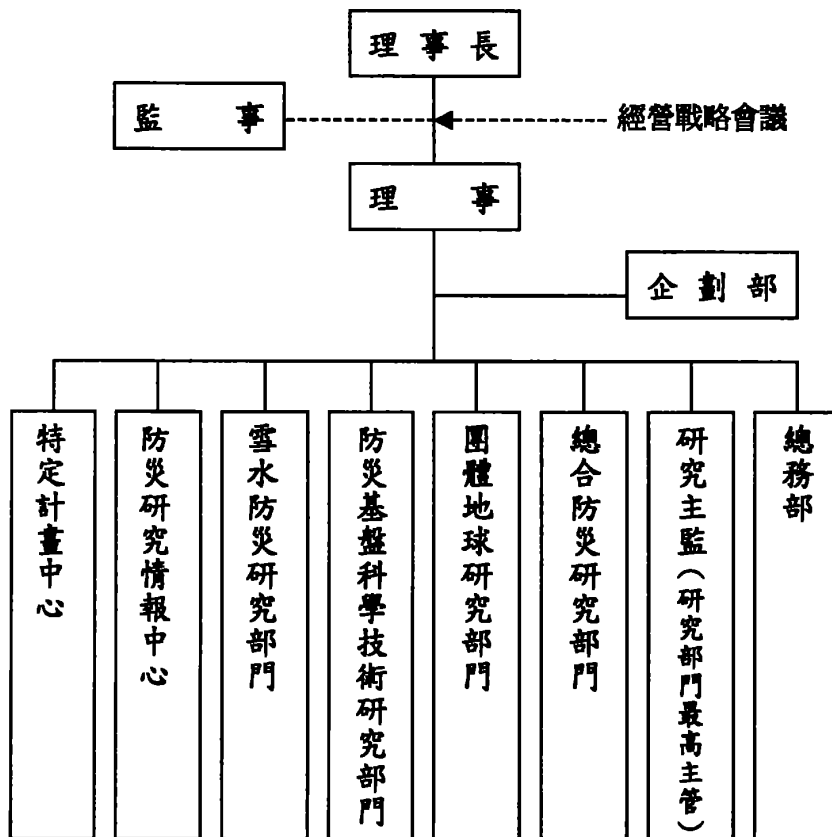 理事長
監事
經營戰略會議
理事
企劃部
特定計畫中心
防災研究情報中心
雪水防災研究部門
防災基盤科學技術研究部門
團體地球研究部門
總合防災研究部門
研究主監(研究部門最高主管)
總務部